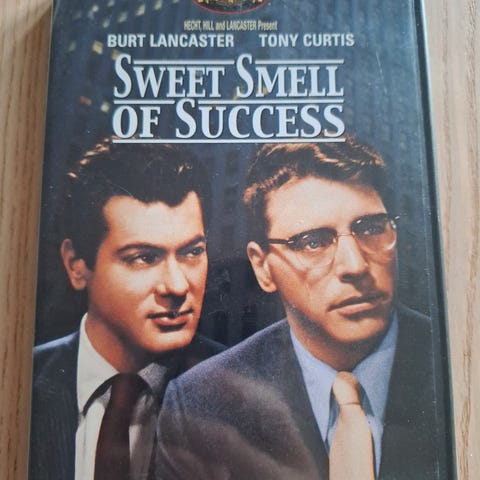 HECHT, HILL and LANCASTER Present
BURT LANCASTER TONY CURTIS
SWEET SMELL
OF SUCCESS